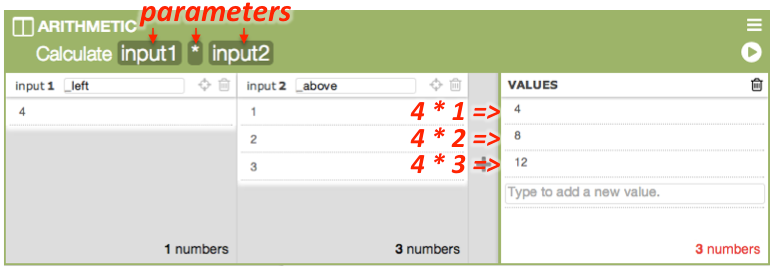 parameters
ARITHMETIC
Calculate input1 * input2
input 1 _left
input 2 _above
VALUES
4
1
4 * 1 =>
4
2
4 * 2 =>
8
3
4 * 3 =>
12
Type to add a new value.
1 numbers
3 numbers
3 numbers